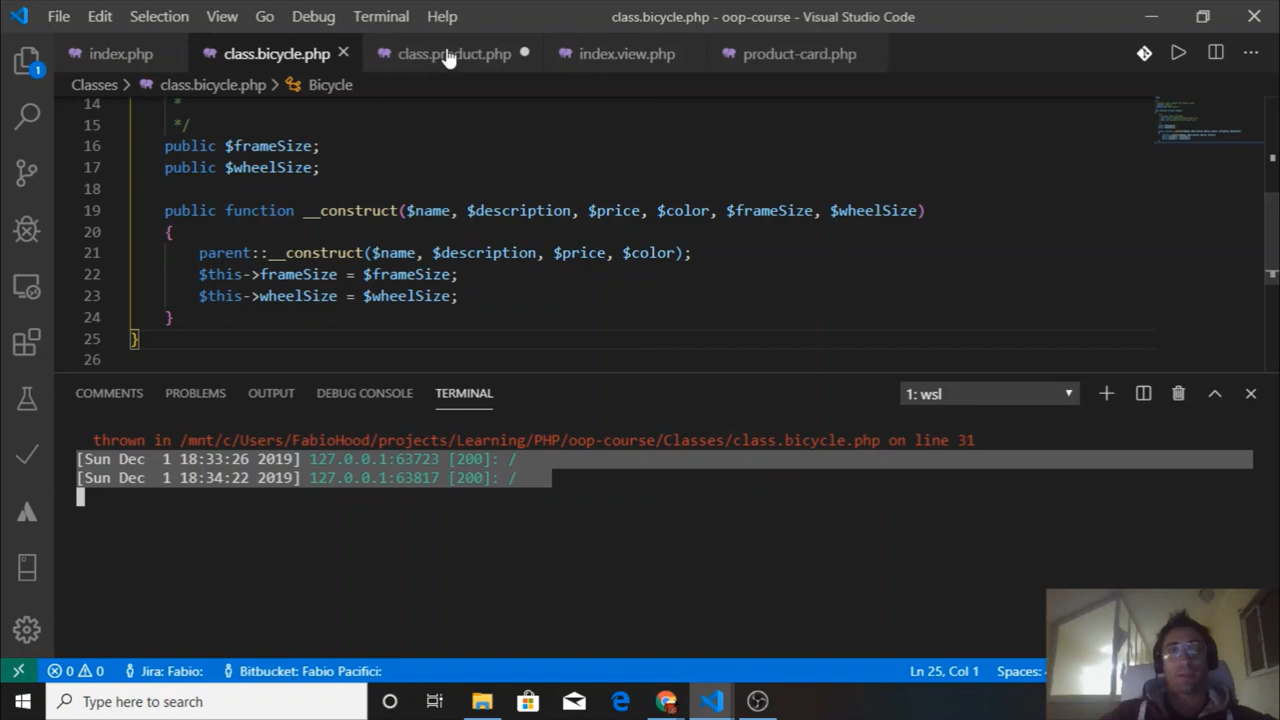 File Edit Selection View Go Debug Terminal Help class.bicycle.php - oop-course - Visual Studio Code
index.php class.bicycle.php class.product.php index.view.php product-card.php
1
Classes > class.bicycle.php > Bicycle
14 *
15 */
16 public $frameSize;
17 public $wheelSize;
18
19 public function __construct($name, $description, $price, $color, $frameSize, $wheelSize)
20 {
21 parent::__construct($name, $description, $price, $color);
22 $this->frameSize = $frameSize;
23 $this->wheelSize = $wheelSize;
24 }
25 }
26
COMMENTS PROBLEMS OUTPUT DEBUG CONSOLE TERMINAL 1: wsl
thrown in /mnt/c/Users/FabioHood/projects/Learning/PHP/oop-course/Classes/class.bicycle.php on line 31
[Sun Dec 1 18:33:26 2019] 127.0.0.1:63723 [200]: /
[Sun Dec 1 18:34:22 2019] 127.0.0.1:63817 [200]: /
0 0 Jira: Fabio: Bitbucket: Fabio Pacifici: Ln 25, Col 1 Spaces:
Type here to search